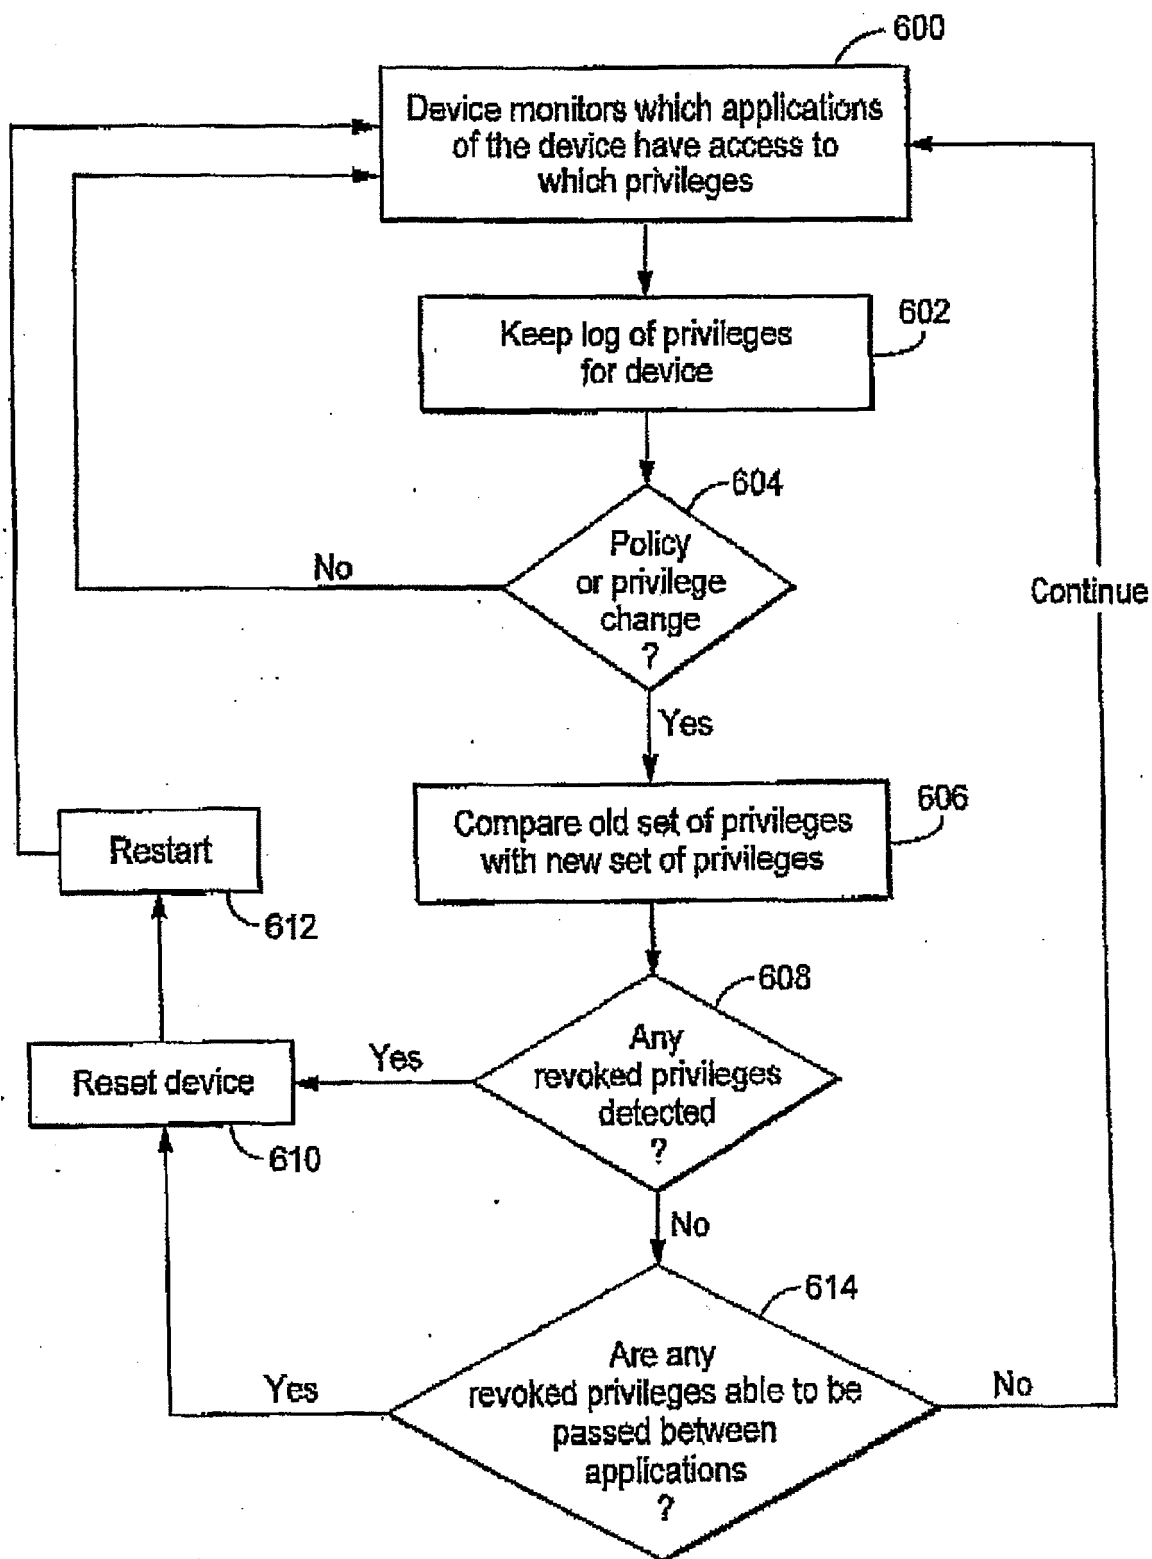 600
Device monitors which applications
of the device have access to
which privileges
602
Keep log of privileges
for device
604
Policy
or privilege
change
?
No
Continue
Yes
606
Compare old set of privileges
with new set of privileges
Restart
612
608
Any
revoked privileges
detected
?
Yes
Reset device
610
No
614
Are any
revoked privileges able to be
passed between
applications
?
Yes
No